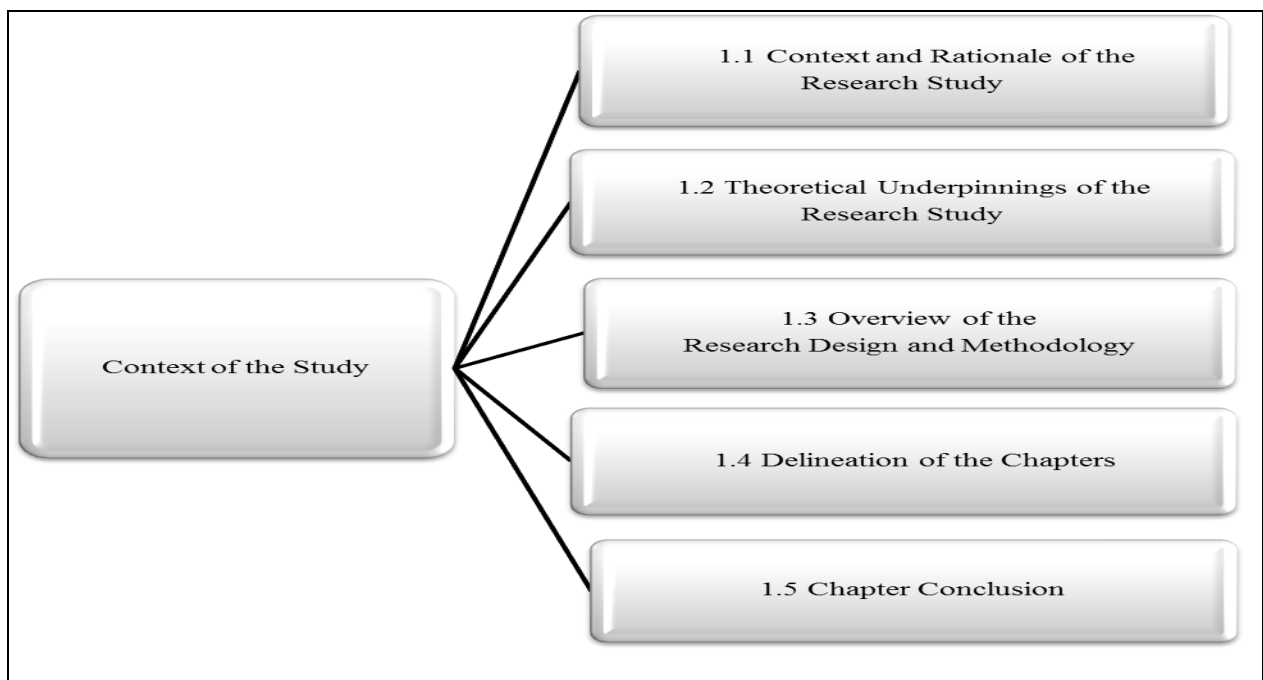 Context of the Study
1.1 Context and Rationale of the
Research Study
1.2 Theoretical Underpinnings of the
Research Study
1.3 Overview of the
Research Design and Methodology
1.4 Delineation of the Chapters
1.5 Chapter Conclusion